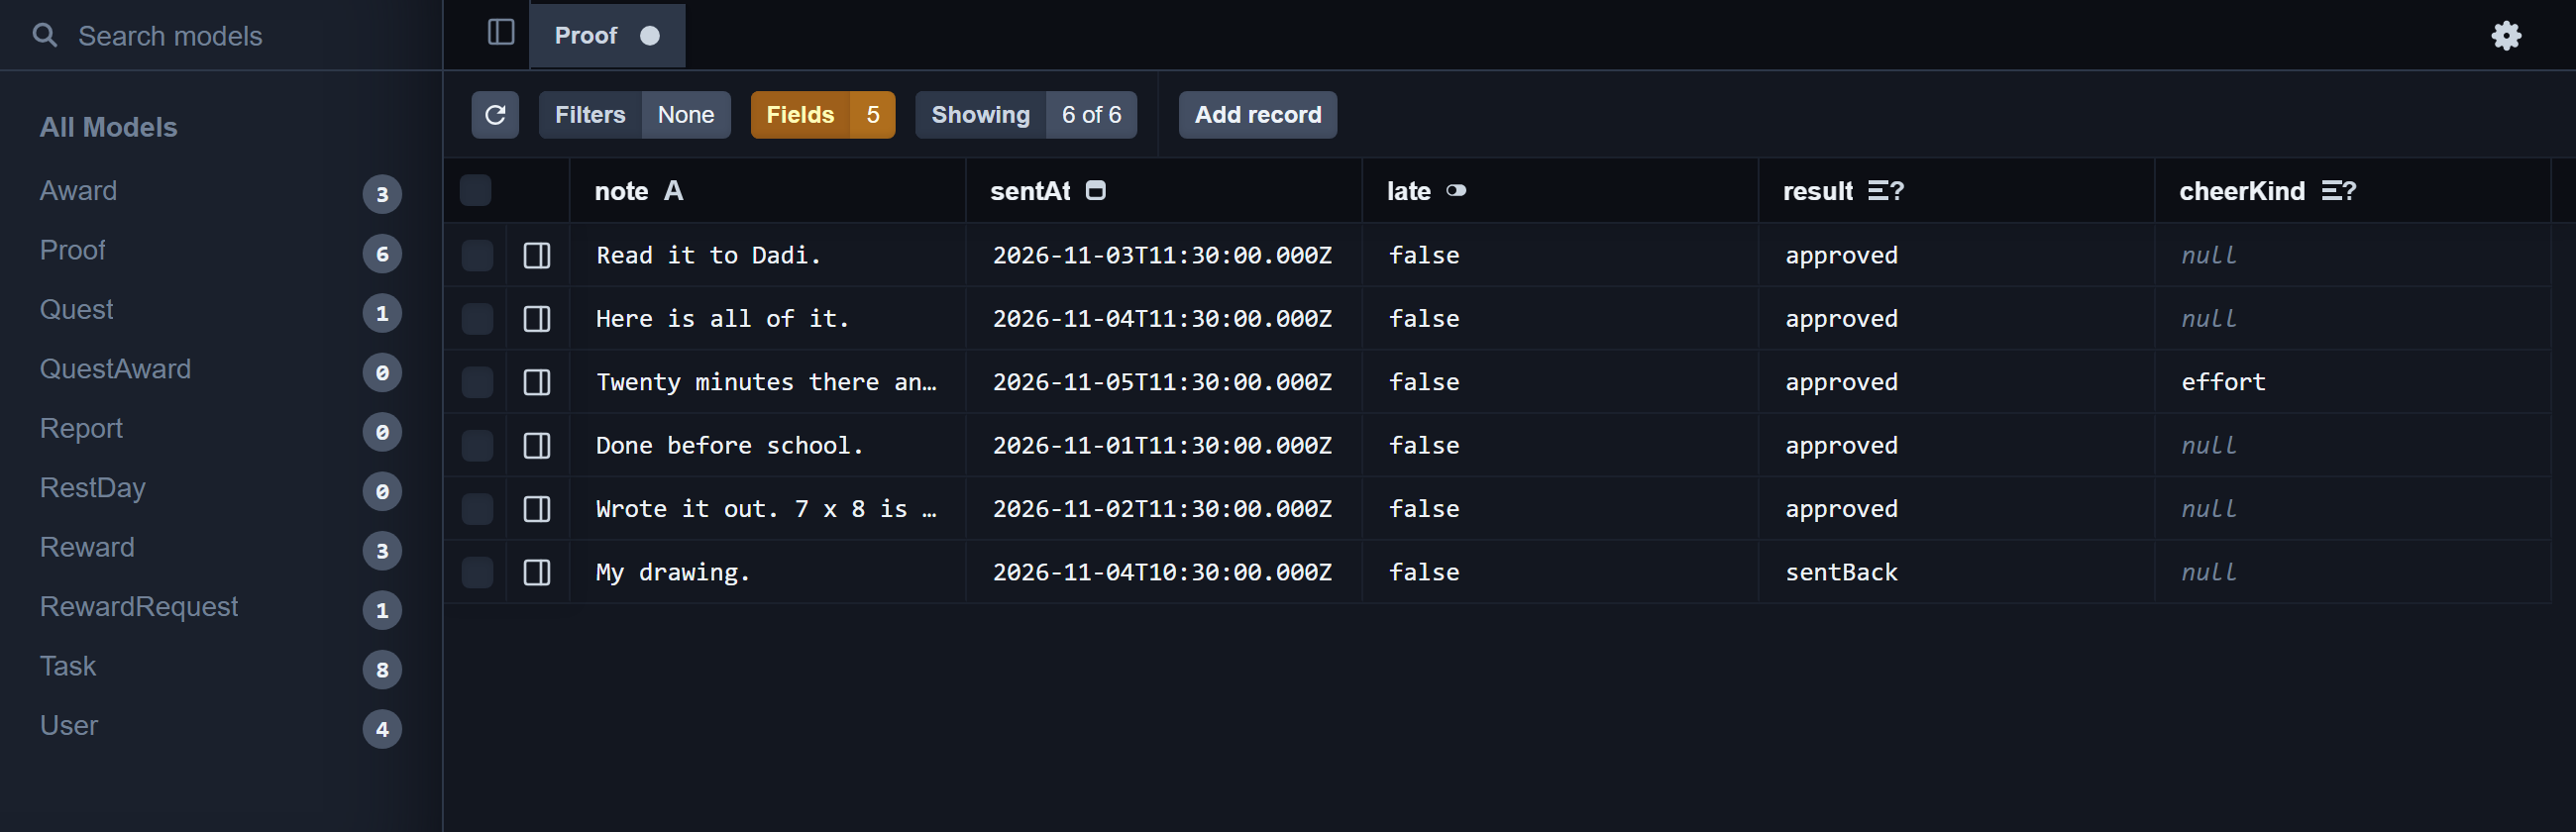 Search models
Proof
Filters None Fields 5 Showing 6 of 6 Add record
All Models
Award 3
Proof 6
Quest 1
QuestAward 0
Report 0
RestDay 0
Reward 3
RewardRequest 1
Task 8
User 4
note A sentAt late result ? cheerKind ?
Read it to Dadi. 2026-11-03T11:30:00.000Z false approved null
Here is all of it. 2026-11-04T11:30:00.000Z false approved null
Twenty minutes there an… 2026-11-05T11:30:00.000Z false approved effort
Done before school. 2026-11-01T11:30:00.000Z false approved null
Wrote it out. 7 x 8 is … 2026-11-02T11:30:00.000Z false approved null
My drawing. 2026-11-04T10:30:00.000Z false sentBack null